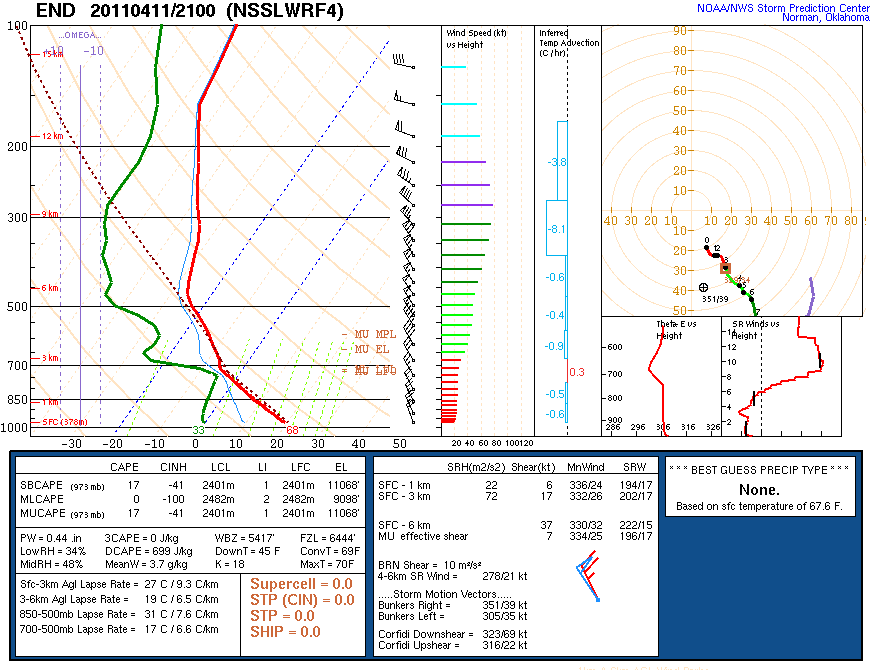 END 20110411/2100 (NSSLWRF4)
NOAA/NWS Storm Prediction Center
Norman, Oklahoma
100
200
300
500
700
850
1000
...OMEGA...
+10 -10
15 km
12 km
9 km
6 km
3 km
1 km
SFC (376m)
MU MPL
MU EL
33
68
-30 -20 -10 0 10 20 30 40 50
Wind Speed (kt)
vs Height
20 40 60 80 100 120
Inferred
Temp Advection
(C / hr)
-3.8
-8.1
-0.6
-0.4
-0.9
0.3
-0.5
-0.6
90
80
70
60
50
40
30
20
10
40 30 20 10
10 20 30 40 50 60 70 80
10
20
30
40
50
351/39
Theta-E vs
Height
600
700
800
900
286 296 306 316 326
SR Winds vs
Height
14
12
10
8
6
4
2
CAPE CINH LCL LI LFC EL
SBCAPE (973 mb) 17 -41 2401m 1 2401m 11068'
MLCAPE 0 -100 2482m 2 2482m 9098'
MUCAPE (973 mb) 17 -41 2401m 1 2401m 11068'
PW = 0.44 .in 3CAPE = 0 J/kg WBZ = 5417' FZL = 6444'
LowRH = 34% DCAPE = 699 J/kg DownT = 45 F ConvT = 69F
MidRH = 48% MeanW = 3.7 g/kg K = 18 MaxT = 70F
Sfc-3km Agl Lapse Rate = 27 C / 9.3 C/km
3-6km Agl Lapse Rate = 19 C / 6.5 C/km
850-500mb Lapse Rate = 31 C / 7.6 C/km
700-500mb Lapse Rate = 17 C / 6.6 C/km
Supercell = 0.0
STP (CIN) = 0.0
STP = 0.0
SHIP = 0.0
SRH(m2/s2) Shear(kt) MnWind SRW
SFC - 1 km 22 6 336/24 194/17
SFC - 3 km 72 17 332/26 202/17
SFC - 6 km 37 330/32 222/15
MU effective shear 7 334/25 196/17
BRN Shear = 10 m²/s²
4-6km SR Wind = 278/21 kt
.....Storm Motion Vectors.....
Bunkers Right = 351/39 kt
Bunkers Left = 305/35 kt
Corfidi Downshear = 323/69 kt
Corfidi Upshear = 316/22 kt
* * * BEST GUESS PRECIP TYPE * * *
None.
Based on sfc temperature of 67.6 F.